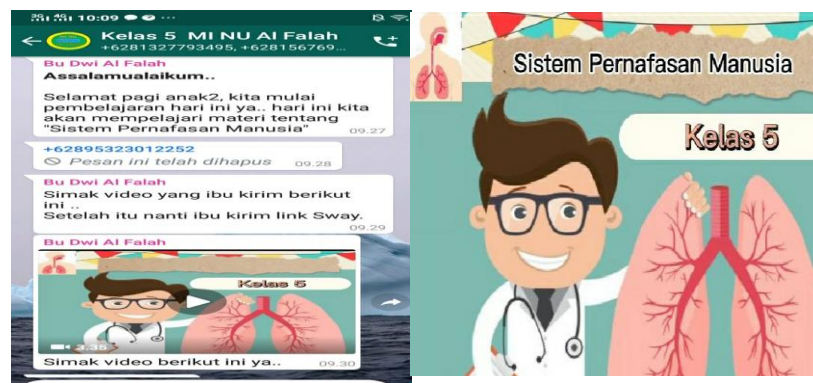 10:09
Kelas 5 MI NU Al Falah
+6281327793495, +628156769...
Bu Dwi Al Falah
Assalamualaikum..
Selamat pagi anak2, kita mulai
pembelajaran hari ini ya.. hari ini kita
akan mempelajari materi tentang
"Sistem Pernafasan Manusia"
09.27
+62895323012252
Pesan ini telah dihapus
09.28
Bu Dwi Al Falah
Simak video yang ibu kirim berikut
ini ..
Setelah itu nanti ibu kirim link Sway.
09.29
Bu Dwi Al Falah
Kelas 5
3.35
Simak video berikut ini ya..
09.30
Sistem Pernafasan Manusia
Kelas 5